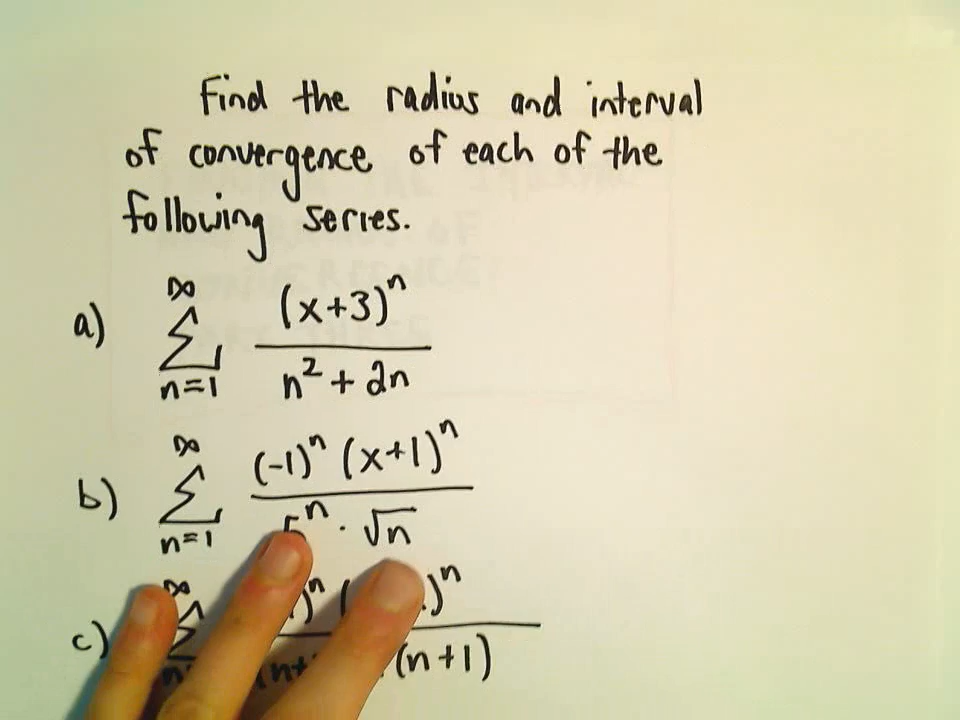 Find the radius and interval
of convergence of each of the
following series.
a) ∞ Σ n=1 (x+3)^n / (n^2 + 2n)
b) ∞ Σ n=1 (-1)^n (x+1)^n / (5^n · √n)
c) ∞ Σ )^n ( )^n / (n+ (n+1)